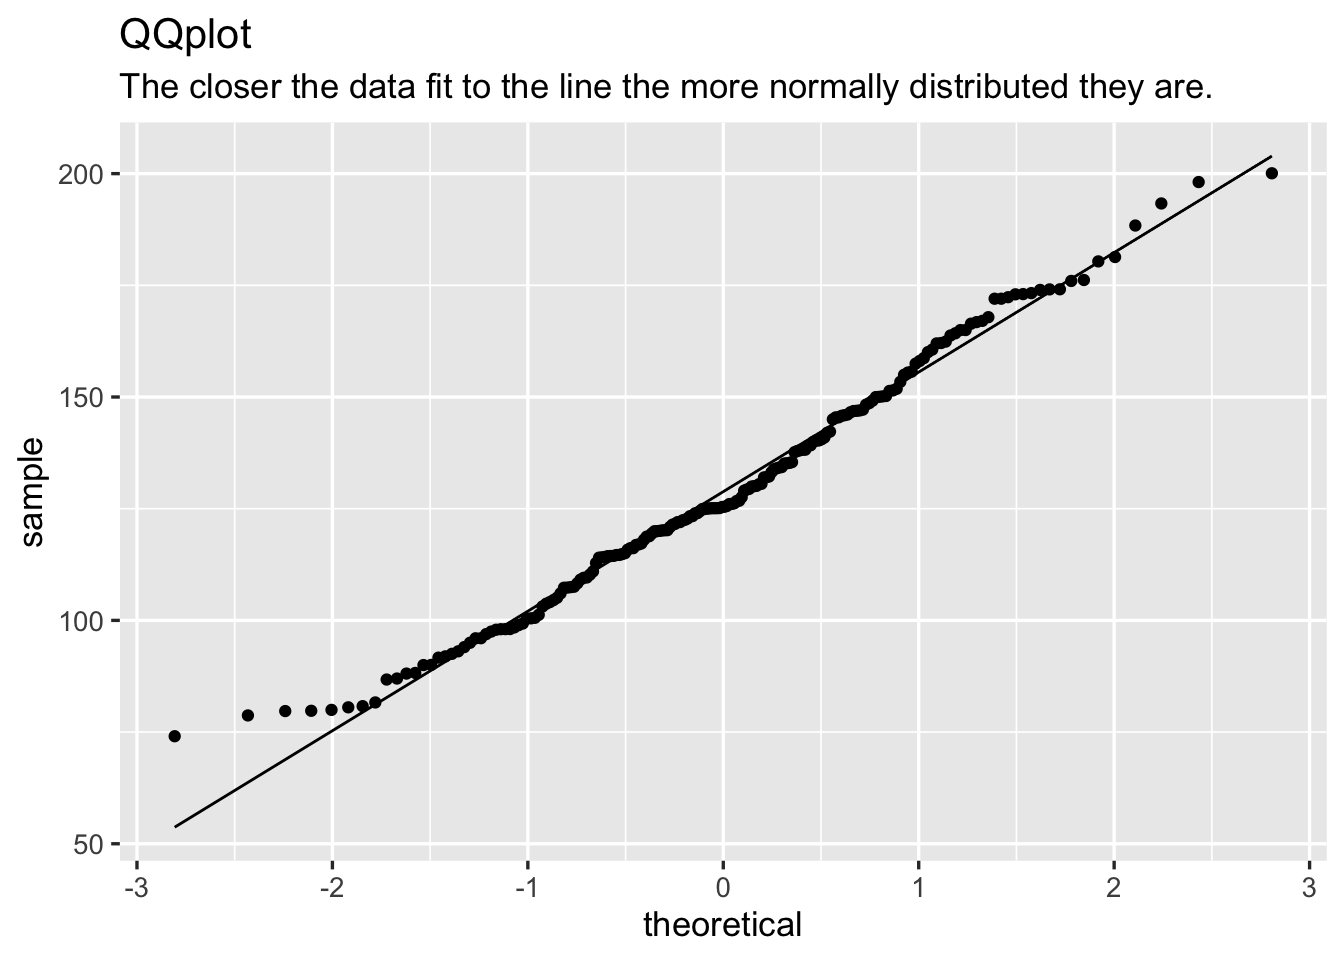 QQplot
The closer the data fit to the line the more normally distributed they are.
200
150
100
50
sample
-3 -2 -1 0 1 2 3
theoretical